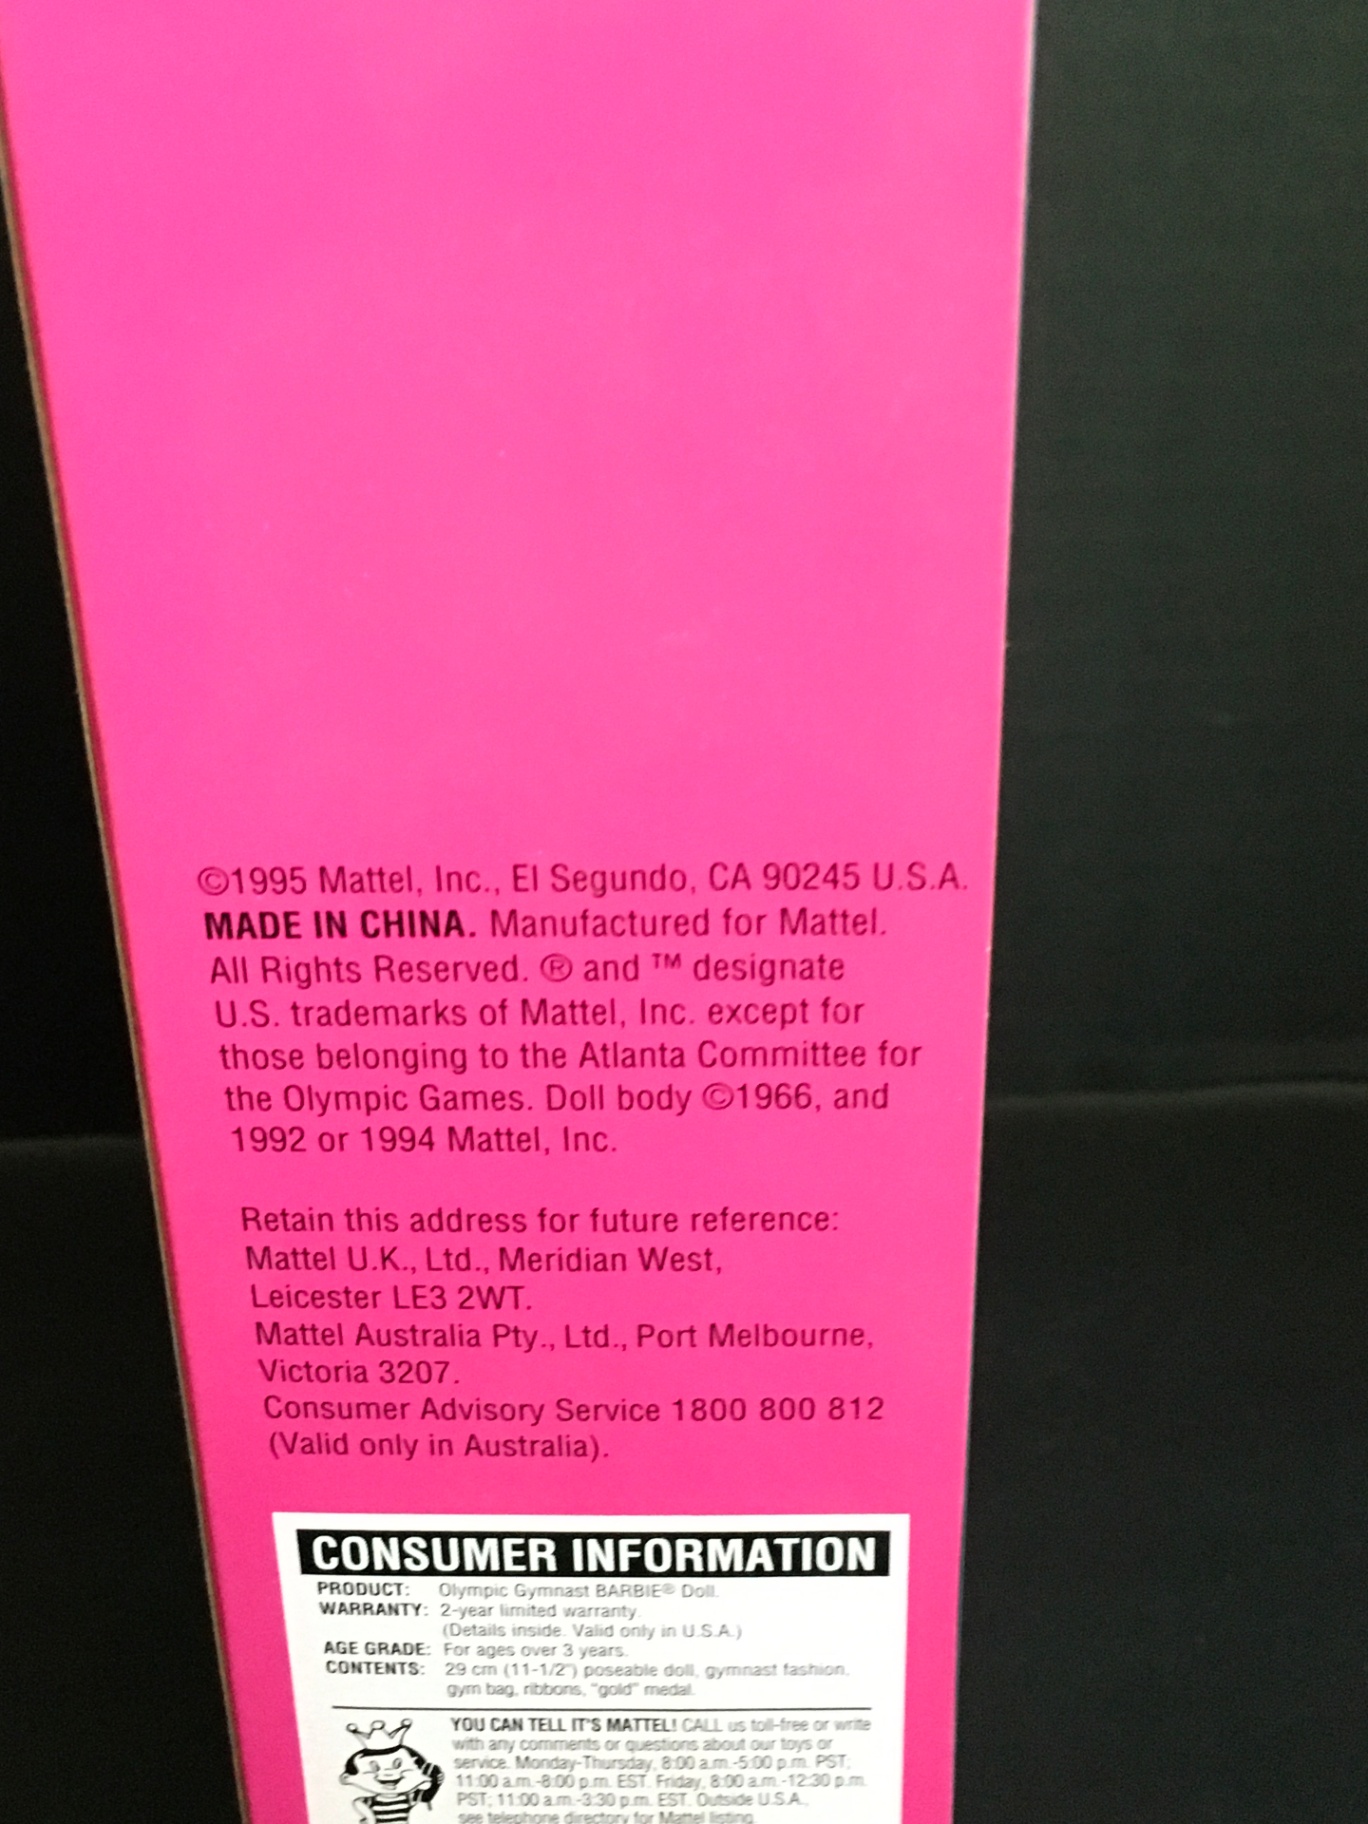 ©1995 Mattel, Inc., El Segundo, CA 90245 U.S.A.
MADE IN CHINA. Manufactured for Mattel.
All Rights Reserved. ® and ™ designate
U.S. trademarks of Mattel, Inc. except for
those belonging to the Atlanta Committee for
the Olympic Games. Doll body ©1966, and
1992 or 1994 Mattel, Inc.
Retain this address for future reference:
Mattel U.K., Ltd., Meridian West,
Leicester LE3 2WT.
Mattel Australia Pty., Ltd., Port Melbourne,
Victoria 3207.
Consumer Advisory Service 1800 800 812
(Valid only in Australia).
CONSUMER INFORMATION
PRODUCT: Olympic Gymnast BARBIE® Doll.
WARRANTY: 2-year limited warranty.
(Details inside. Valid only in U.S.A.)
AGE GRADE: For ages over 3 years.
CONTENTS: 29 cm (11-1/2") poseable doll, gymnast fashion,
gym bag, ribbons, "gold" medal.
YOU CAN TELL IT'S MATTEL! CALL us toll-free or write
with any comments or questions about our toys or
service. Monday-Thursday, 8:00 a.m.-5:00 p.m. PST;
11:00 a.m.-8:00 p.m. EST. Friday, 8:00 a.m.-12:30 p.m.
PST; 11:00 a.m.-3:30 p.m. EST. Outside U.S.A.,
see telephone directory for Mattel listing.